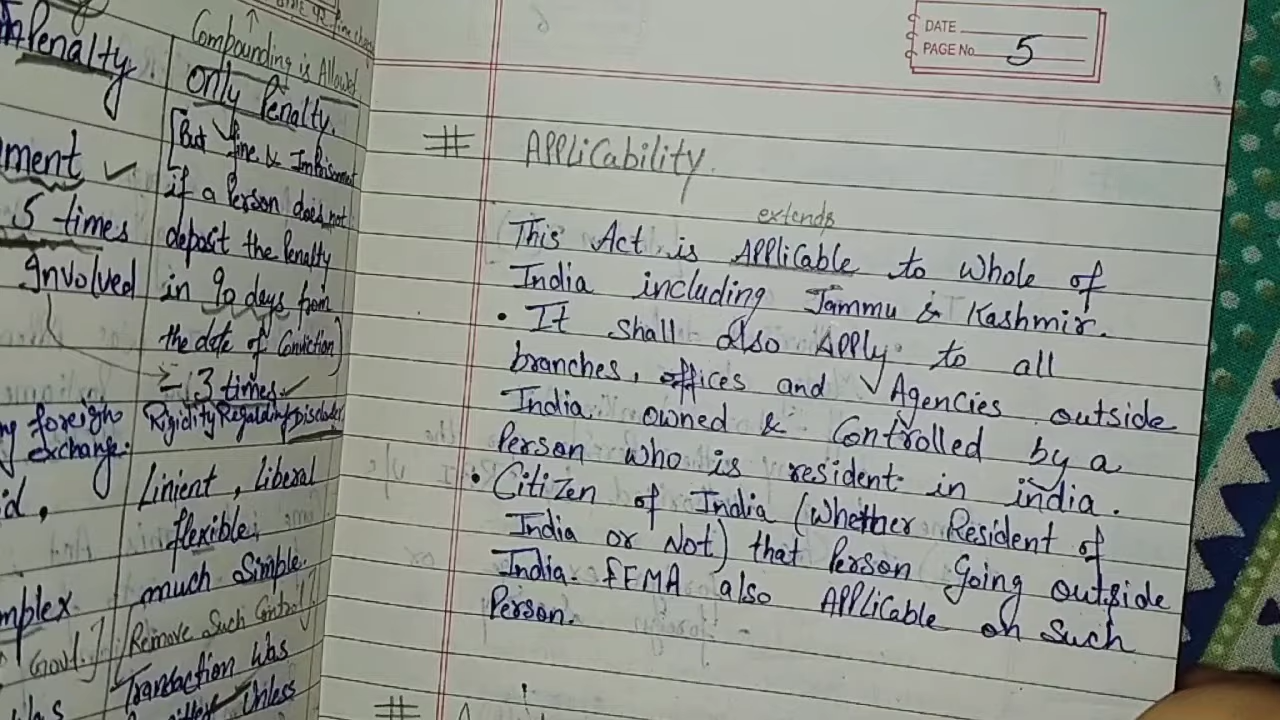 Compounding is Allowed
Penalty.
only Penalty.
[But fine & Imprisonment
ment ✓
if a Person does not
5 times
deposit the Penalty
Involved
in 90 days from
the date of Conviction]
= 3 times ✓
foreign
Rigidity Regarding
exchange.
Linient, Liberal
flexible,
much Simple.
mplex
Govt.]
[Remove Such Control]
Transaction was
Unless
DATE
PAGE No. 5
# APPliCability.
extends
This Act is APPliCable to Whole of
India including Jammu & Kashmir.
• It shall also Apply to all
branches, offices and Agencies outside
India owned & Controlled by a
Person who is resident in india.
• Citizen of India (Whether Resident of
India or Not) that Person Going outside
India. FEMA also APPliCable on Such
Person.
#